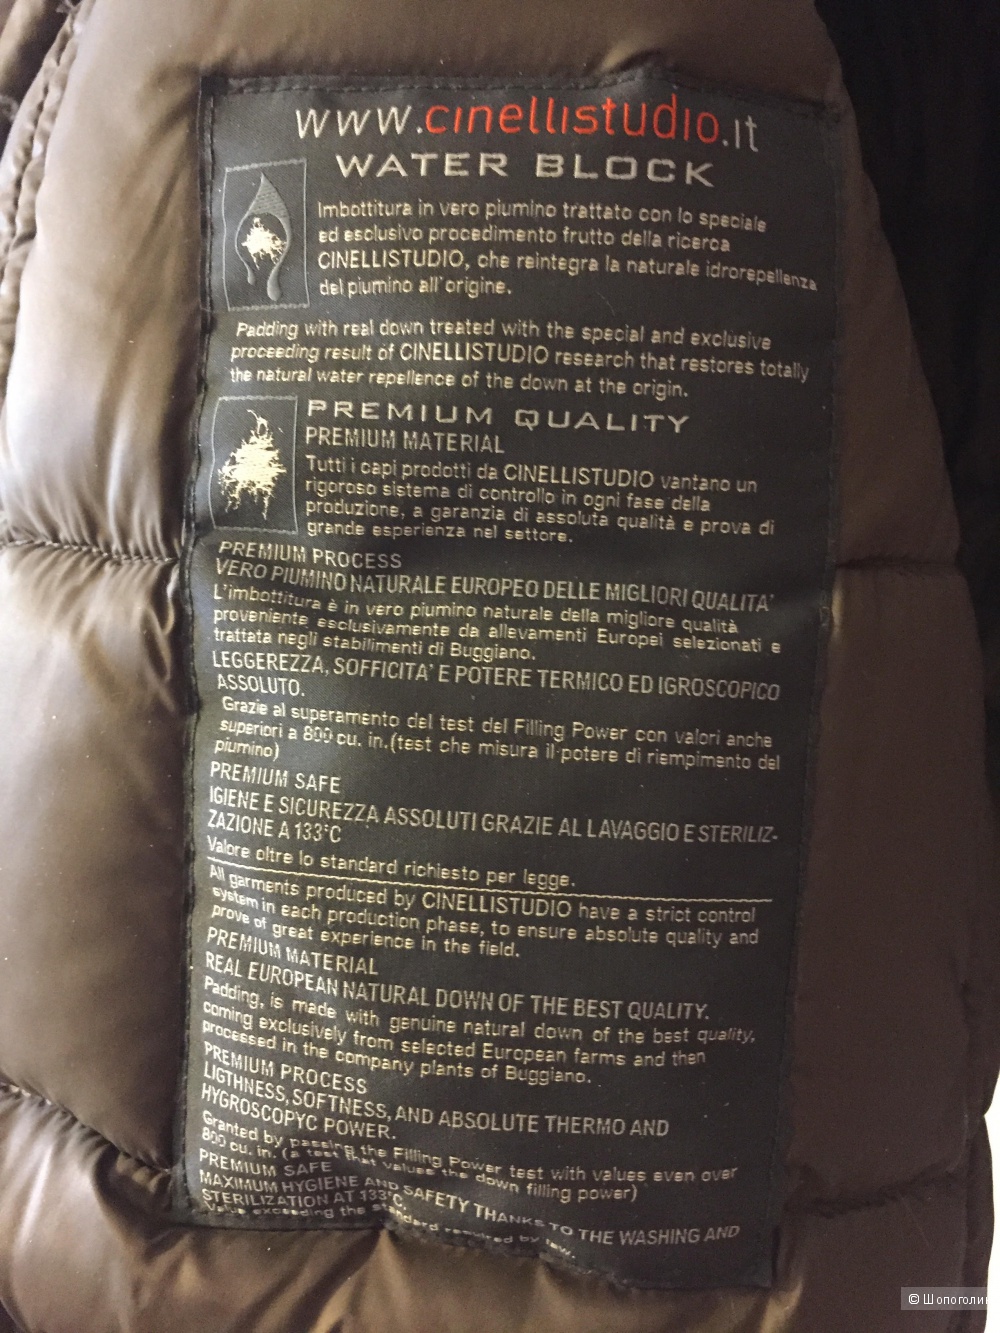 www.cinellistudio.it
WATER BLOCK
Imbottitura in vero piumino trattato con lo speciale
ed esclusivo procedimento frutto della ricerca
CINELLISTUDIO, che reintegra la naturale idrorepellenza
del piumino all'origine.
Padding with real down treated with the special and exclusive
proceeding result of CINELLISTUDIO research that restores totally
the natural water repellence of the down at the origin.
PREMIUM QUALITY
PREMIUM MATERIAL
Tutti i capi prodotti da CINELLISTUDIO vantano un
rigoroso sistema di controllo in ogni fase della
produzione, a garanzia di assoluta qualità e prova di
grande esperienza nel settore.
PREMIUM PROCESS
VERO PIUMINO NATURALE EUROPEO DELLE MIGLIORI QUALITA'
L'imbottitura è in vero piumino naturale della migliore qualità
proveniente esclusivamente da allevamenti Europei selezionati e
trattata negli stabilimenti di Buggiano.
LEGGEREZZA, SOFFICITA' E POTERE TERMICO ED IGROSCOPICO
ASSOLUTO.
Grazie al superamento del test del Filling Power con valori anche
superiori a 800 cu. in.(test che misura il potere di riempimento del
piumino)
PREMIUM SAFE
IGIENE E SICUREZZA ASSOLUTI GRAZIE AL LAVAGGIO E STERILIZ-
ZAZIONE A 133°C
Valore oltre lo standard richiesto per legge.
All garments produced by CINELLISTUDIO have a strict control
system in each production phase, to ensure absolute quality and
prove of great experience in the field.
PREMIUM MATERIAL
REAL EUROPEAN NATURAL DOWN OF THE BEST QUALITY.
Padding, is made with genuine natural down of the best quality,
coming exclusively from selected European farms and then
processed in the company plants of Buggiano.
PREMIUM PROCESS
LIGTHNESS, SOFTNESS, AND ABSOLUTE THERMO AND
HYGROSCOPYC POWER.
Granted by passing the Filling Power test with values even over
800 cu. in. (a test that values the down filling power)
PREMIUM SAFE
MAXIMUM HYGIENE AND SAFETY THANKS TO THE WASHING AND
STERILIZATION AT 133°C
Value exceeding the standard required by law.
© Шопоголик